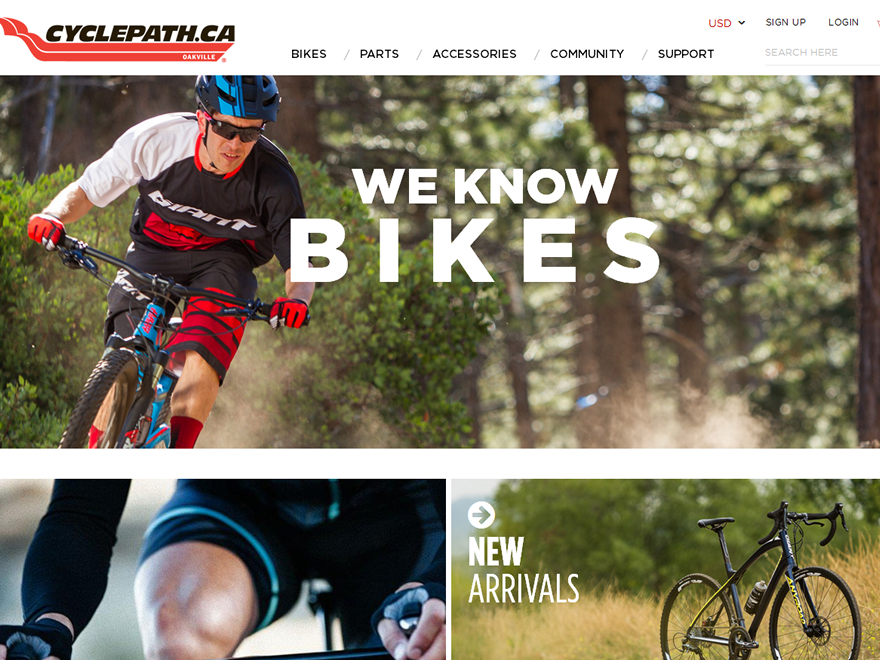 CYCLEPATH.CA
OAKVILLE
USD
SIGN UP
LOGIN
BIKES / PARTS / ACCESSORIES / COMMUNITY / SUPPORT
SEARCH HERE
WE KNOW
BIKES
GIANT
NEW
ARRIVALS